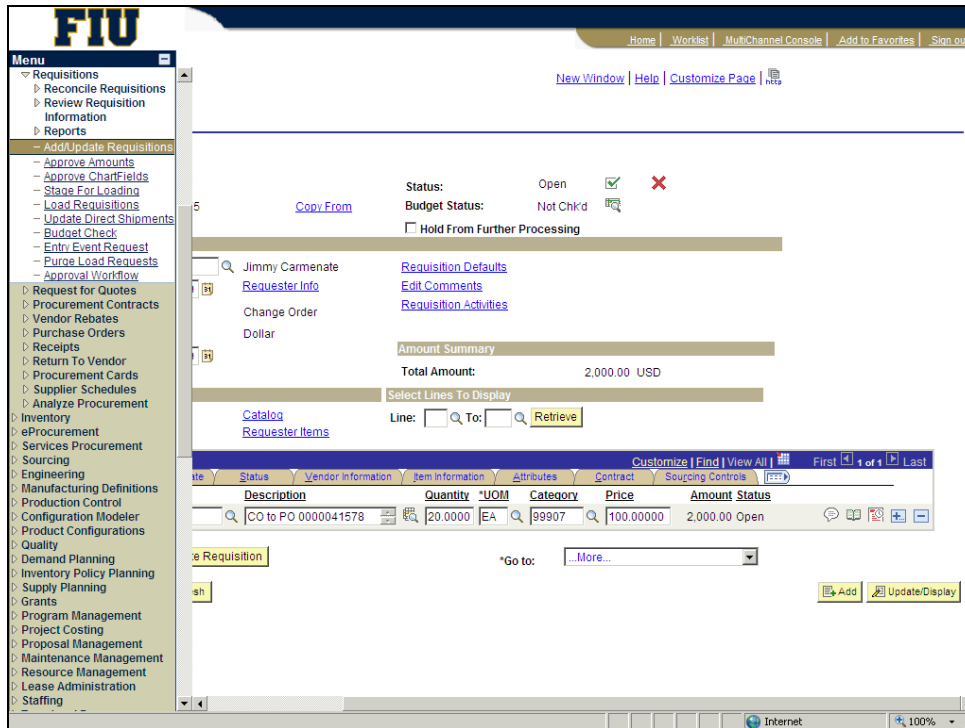 FIU
Home | Worklist | MultiChannel Console | Add to Favorites | Sign ou
Menu
Requisitions
Reconcile Requisitions
Review Requisition
Information
Reports
Add/Update Requisitions
Approve Amounts
Approve ChartFields
Stage For Loading
Load Requisitions
Update Direct Shipments
Budget Check
Entry Event Request
Purge Load Requests
Approval Workflow
Request for Quotes
Procurement Contracts
Vendor Rebates
Purchase Orders
Receipts
Return To Vendor
Procurement Cards
Supplier Schedules
Analyze Procurement
Inventory
eProcurement
Services Procurement
Sourcing
Engineering
Manufacturing Definitions
Production Control
Configuration Modeler
Product Configurations
Quality
Demand Planning
Inventory Policy Planning
Supply Planning
Grants
Program Management
Project Costing
Proposal Management
Maintenance Management
Resource Management
Lease Administration
Staffing
New Window | Help | Customize Page | http
Status: Open
5 Copy From Budget Status: Not Chk'd
Hold From Further Processing
Jimmy Carmenate Requisition Defaults
31 Requester Info Edit Comments
Change Order Requisition Activities
Dollar
31 Amount Summary
Total Amount: 2,000.00 USD
Select Lines To Display
Catalog Line: To: Retrieve
Requester Items
Customize | Find | View All | First 1 of 1 Last
ate Status Vendor Information Item Information Attributes Contract Sourcing Controls
Description Quantity *UOM Category Price Amount Status
CO to PO 0000041578 20.0000 EA 99907 100.00000 2,000.00 Open
te Requisition *Go to: ...More...
esh Add Update/Display
Internet 100%